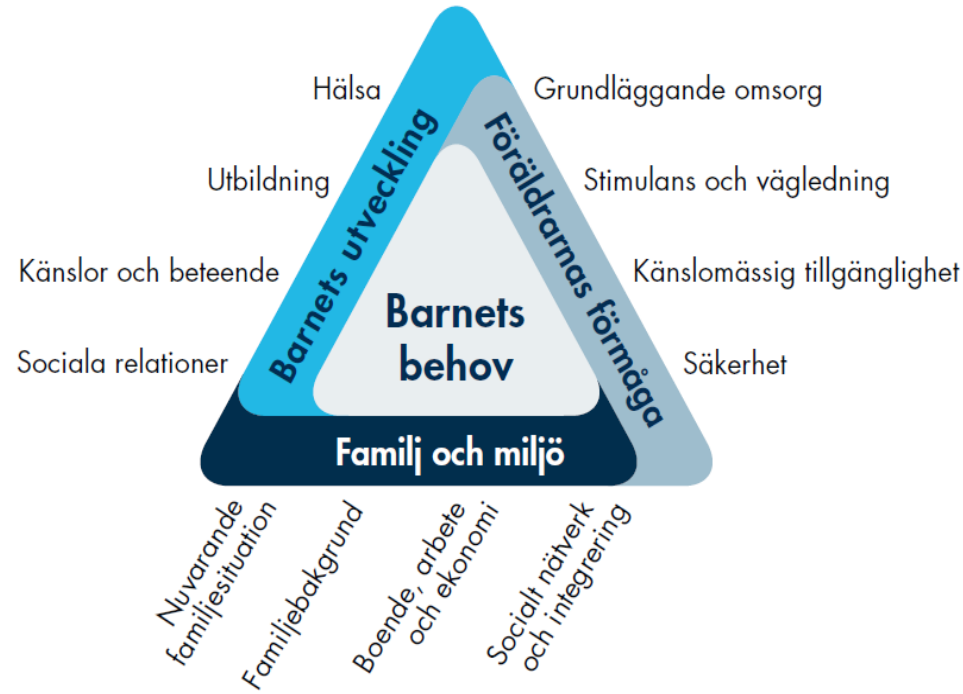 Hälsa
Utbildning
Känslor och beteende
Sociala relationer
Barnets utveckling
Grundläggande omsorg
Stimulans och vägledning
Känslomässig tillgänglighet
Säkerhet
Föräldrarnas förmåga
Barnets
behov
Familj och miljö
Nuvarande
familjesituation
Familjebakgrund
Boende, arbete
och ekonomi
Socialt nätverk
och integrering